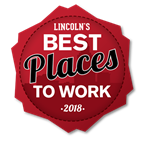 LINCOLN'S
BEST
Places
TO WORK
·2018·